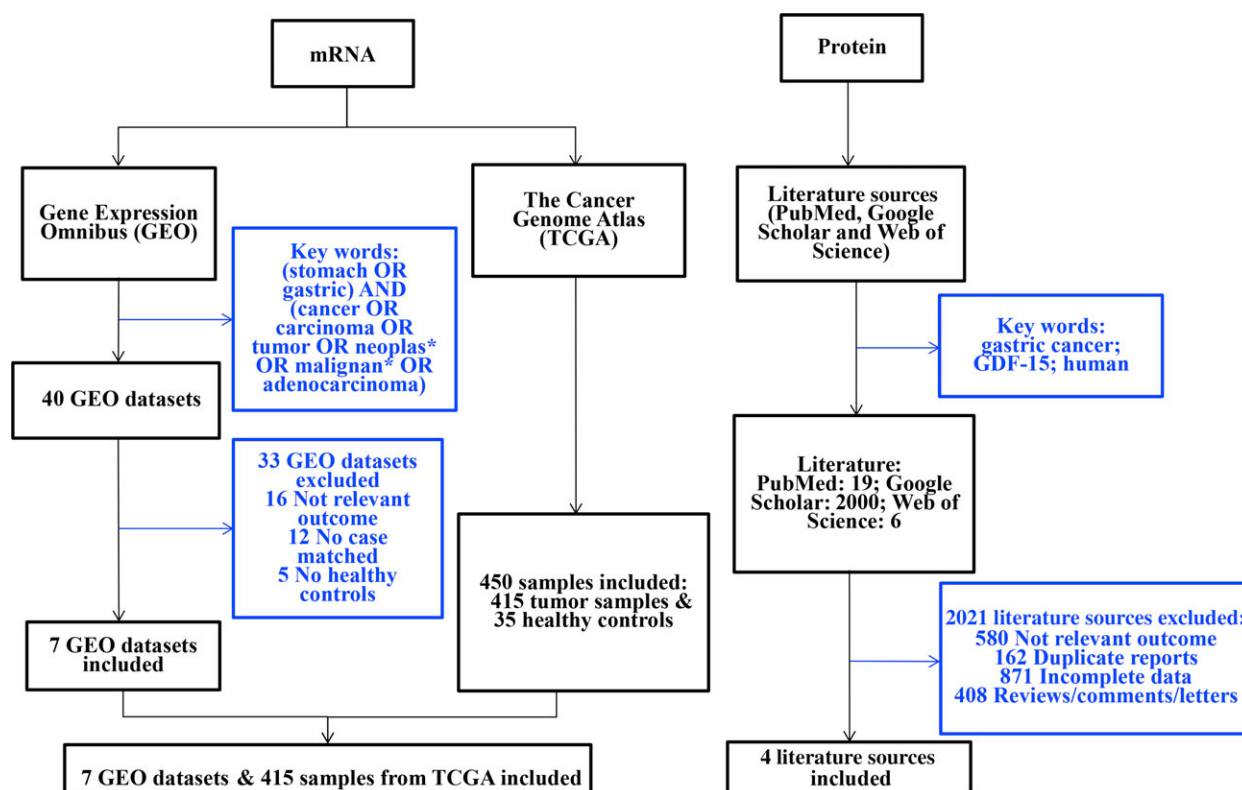 mRNA
Protein
Gene Expression
Omnibus (GEO)
The Cancer
Genome Atlas
(TCGA)
Literature sources
(PubMed, Google
Scholar and Web of
Science)
Key words:
(stomach OR
gastric) AND
(cancer OR
carcinoma OR
tumor OR neoplas*
OR malignan* OR
adenocarcinoma)
Key words:
gastric cancer;
GDF-15; human
40 GEO datasets
33 GEO datasets
excluded
16 Not relevant
outcome
12 No case
matched
5 No healthy
controls
Literature:
PubMed: 19; Google
Scholar: 2000; Web of
Science: 6
450 samples included:
415 tumor samples &
35 healthy controls
2021 literature sources excluded:
580 Not relevant outcome
162 Duplicate reports
871 Incomplete data
408 Reviews/comments/letters
7 GEO datasets
included
7 GEO datasets & 415 samples from TCGA included
4 literature sources
included